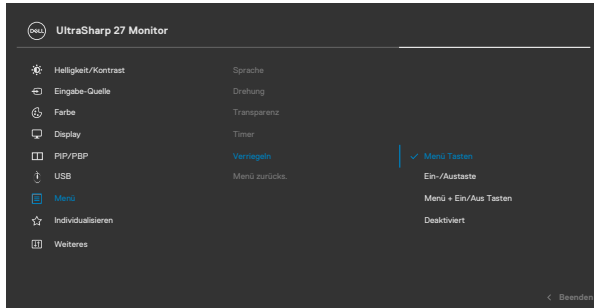 DELL UltraSharp 27 Monitor
Helligkeit/Kontrast Sprache
Eingabe-Quelle Drehung
Farbe Transparenz
Display Timer
PIP/PBP Verriegeln Menü Tasten
USB Menü zurücks. Ein-/Austaste
Menü Menü + Ein/Aus Tasten
Individualisieren Deaktiviert
Weiteres
Beenden